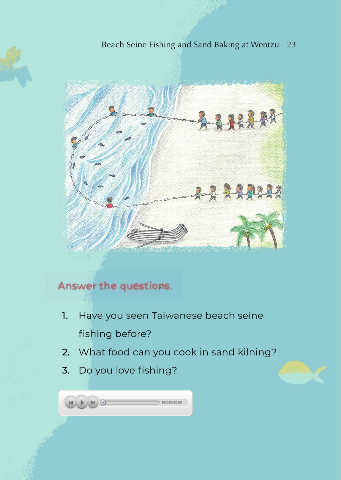 Beach Seine Fishing and Sand Baking at Wentzu 23
Answer the questions.
1. Have you seen Taiwanese beach seine
fishing before?
2. What food can you cook in sand kilning?
3. Do you love fishing?